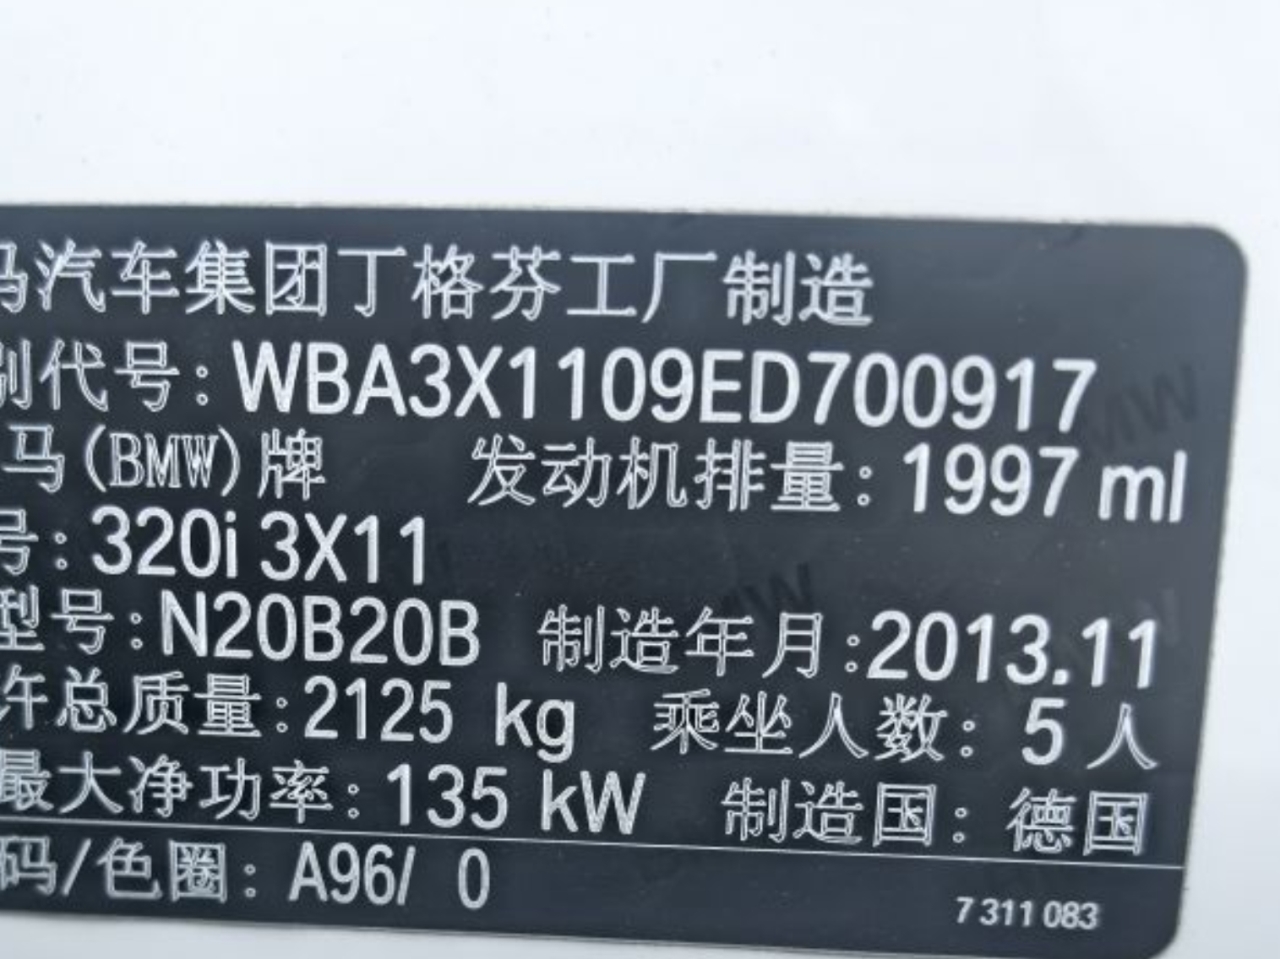 马汽车集团丁格芬工厂制造
别代号:WBA3X1109ED700917
马(BMW)牌 发动机排量:1997 ml
号:320i 3X11
型号:N20B20B 制造年月:2013.11
许总质量:2125 kg 乘坐人数: 5 人
最大净功率:135 kW 制造国: 德国
码/色圈: A96/ 0
7 311 083